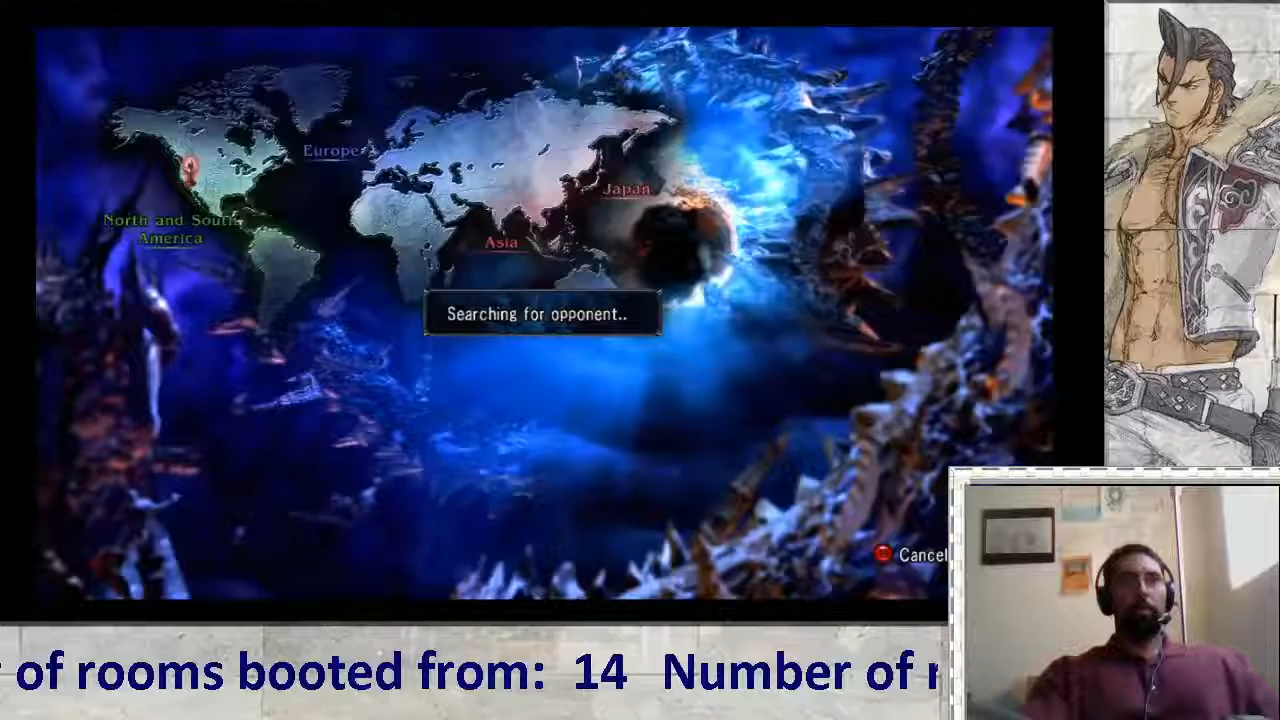 Europe
Japan
North and South
America
Asia
Searching for opponent..
Cancel
of rooms booted from: 14 Number of